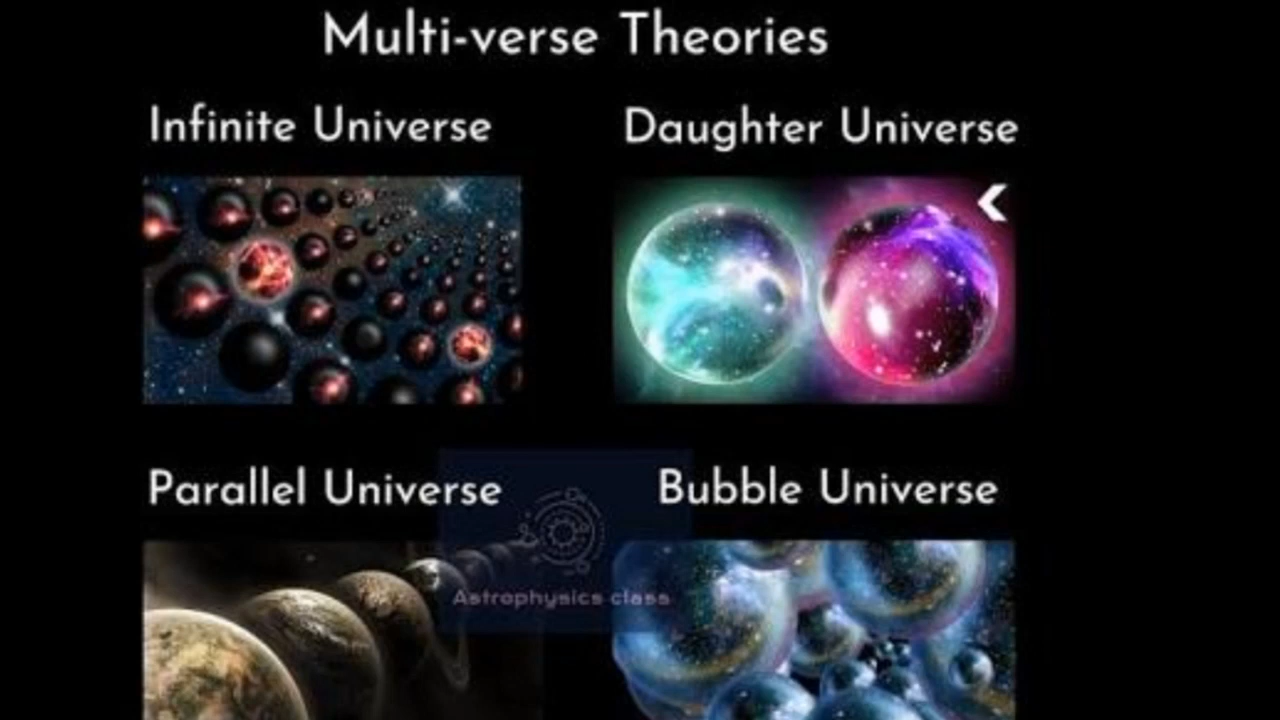 Multi-verse Theories
Infinite Universe
Daughter Universe
Parallel Universe
Bubble Universe
Astrophysics class